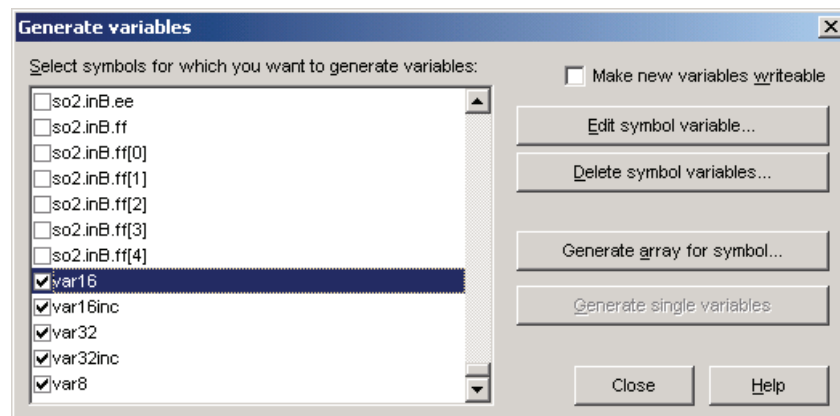 Generate variables
Select symbols for which you want to generate variables:
so2.inB.ee
so2.inB.ff
so2.inB.ff[0]
so2.inB.ff[1]
so2.inB.ff[2]
so2.inB.ff[3]
so2.inB.ff[4]
var16
var16inc
var32
var32inc
var8
Make new variables writeable
Edit symbol variable...
Delete symbol variables...
Generate array for symbol...
Generate single variables
Close
Help